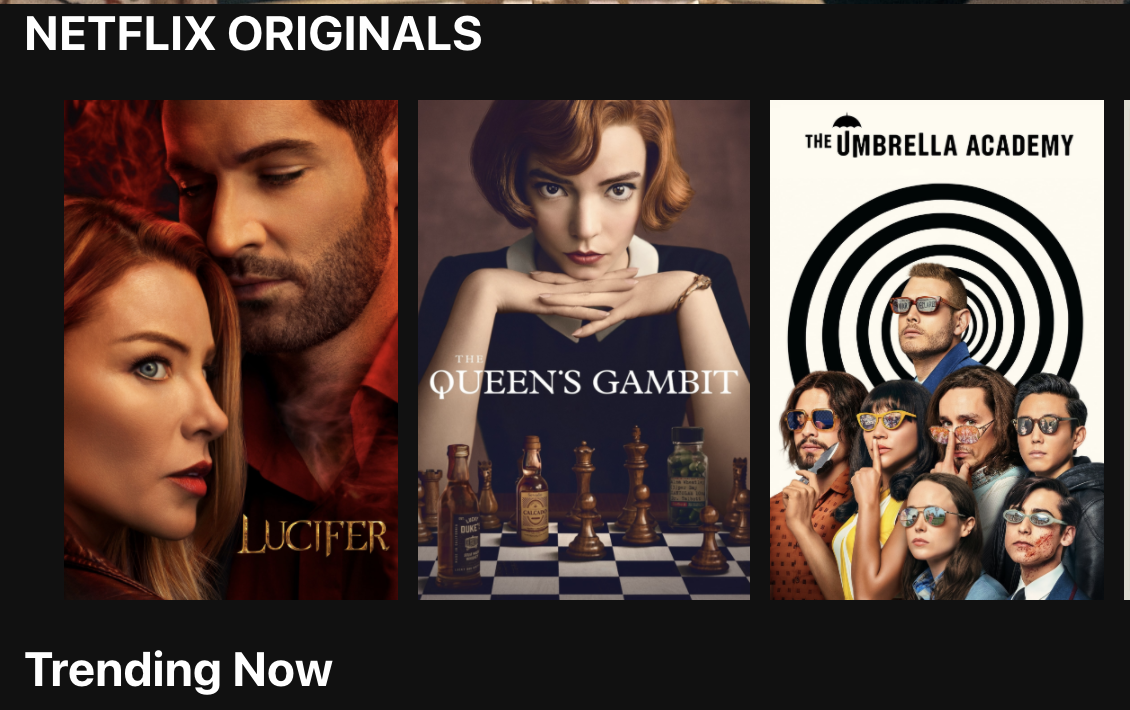 NETFLIX ORIGINALS
LUCIFER
THE
QUEEN'S GAMBIT
THE UMBRELLA ACADEMY
Trending Now